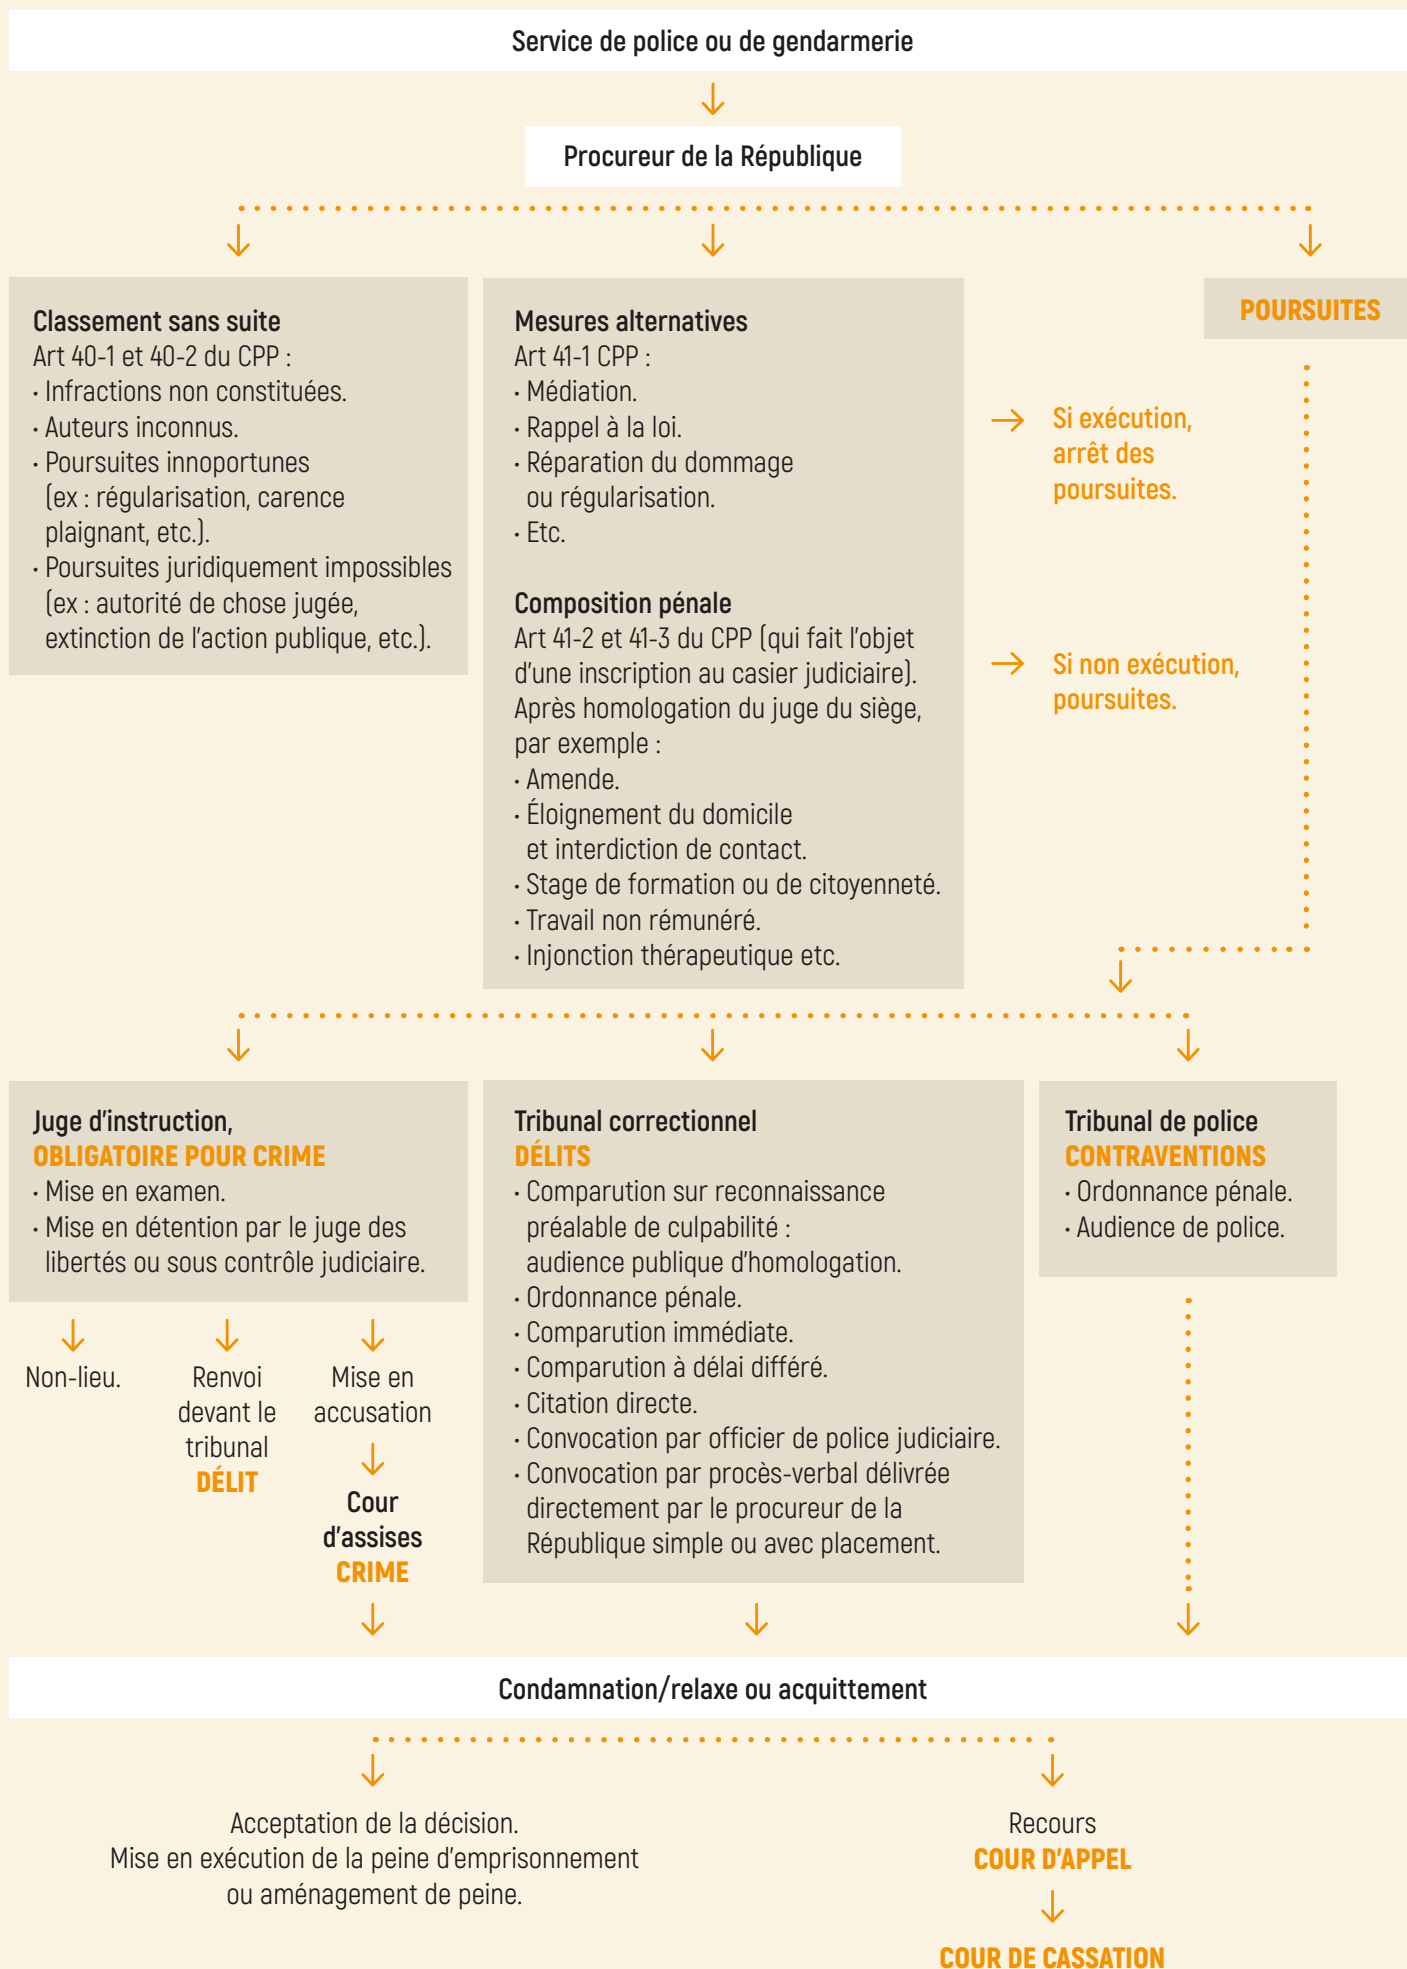 Service de police ou de gendarmerie
Procureur de la République
Classement sans suite
Art 40-1 et 40-2 du CPP :
· Infractions non constituées.
· Auteurs inconnus.
· Poursuites innoportunes
(ex : régularisation, carence
plaignant, etc.).
· Poursuites juridiquement impossibles
(ex : autorité de chose jugée,
extinction de l'action publique, etc.).
Mesures alternatives
Art 41-1 CPP :
· Médiation.
· Rappel à la loi.
· Réparation du dommage
ou régularisation.
· Etc.
Composition pénale
Art 41-2 et 41-3 du CPP (qui fait l'objet
d'une inscription au casier judiciaire).
Après homologation du juge du siège,
par exemple :
· Amende.
· Éloignement du domicile
et interdiction de contact.
· Stage de formation ou de citoyenneté.
· Travail non rémunéré.
· Injonction thérapeutique etc.
Si exécution,
arrêt des
poursuites.
Si non exécution,
poursuites.
POURSUITES
Juge d'instruction,
OBLIGATOIRE POUR CRIME
· Mise en examen.
· Mise en détention par le juge des
libertés ou sous contrôle judiciaire.
Non-lieu.
Renvoi
devant le
tribunal
DÉLIT
Mise en
accusation
Cour
d'assises
CRIME
Tribunal correctionnel
DÉLITS
· Comparution sur reconnaissance
préalable de culpabilité :
audience publique d'homologation.
· Ordonnance pénale.
· Comparution immédiate.
· Comparution à délai différé.
· Citation directe.
· Convocation par officier de police judiciaire.
· Convocation par procès-verbal délivrée
directement par le procureur de la
République simple ou avec placement.
Tribunal de police
CONTRAVENTIONS
· Ordonnance pénale.
· Audience de police.
Condamnation/relaxe ou acquittement
Acceptation de la décision.
Mise en exécution de la peine d'emprisonnement
ou aménagement de peine.
Recours
COUR D'APPEL
COUR DE CASSATION